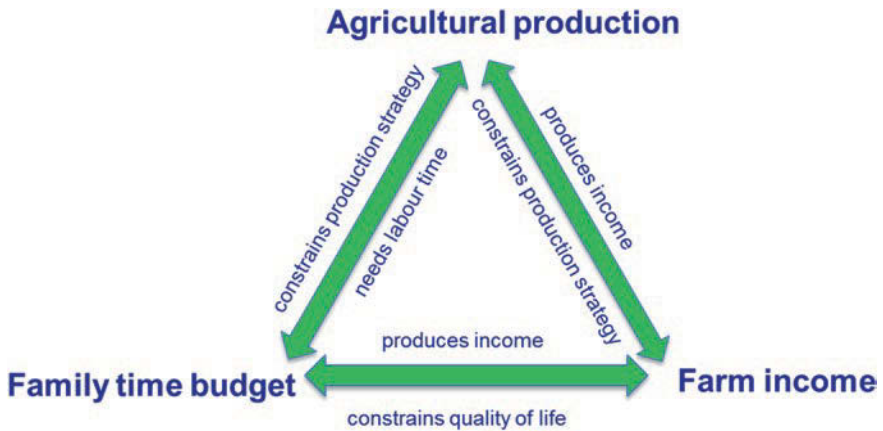 Agricultural production
constrains production strategy
needs labour time
constrains production strategy
produces income
produces income
Family time budget
Farm income
constrains quality of life